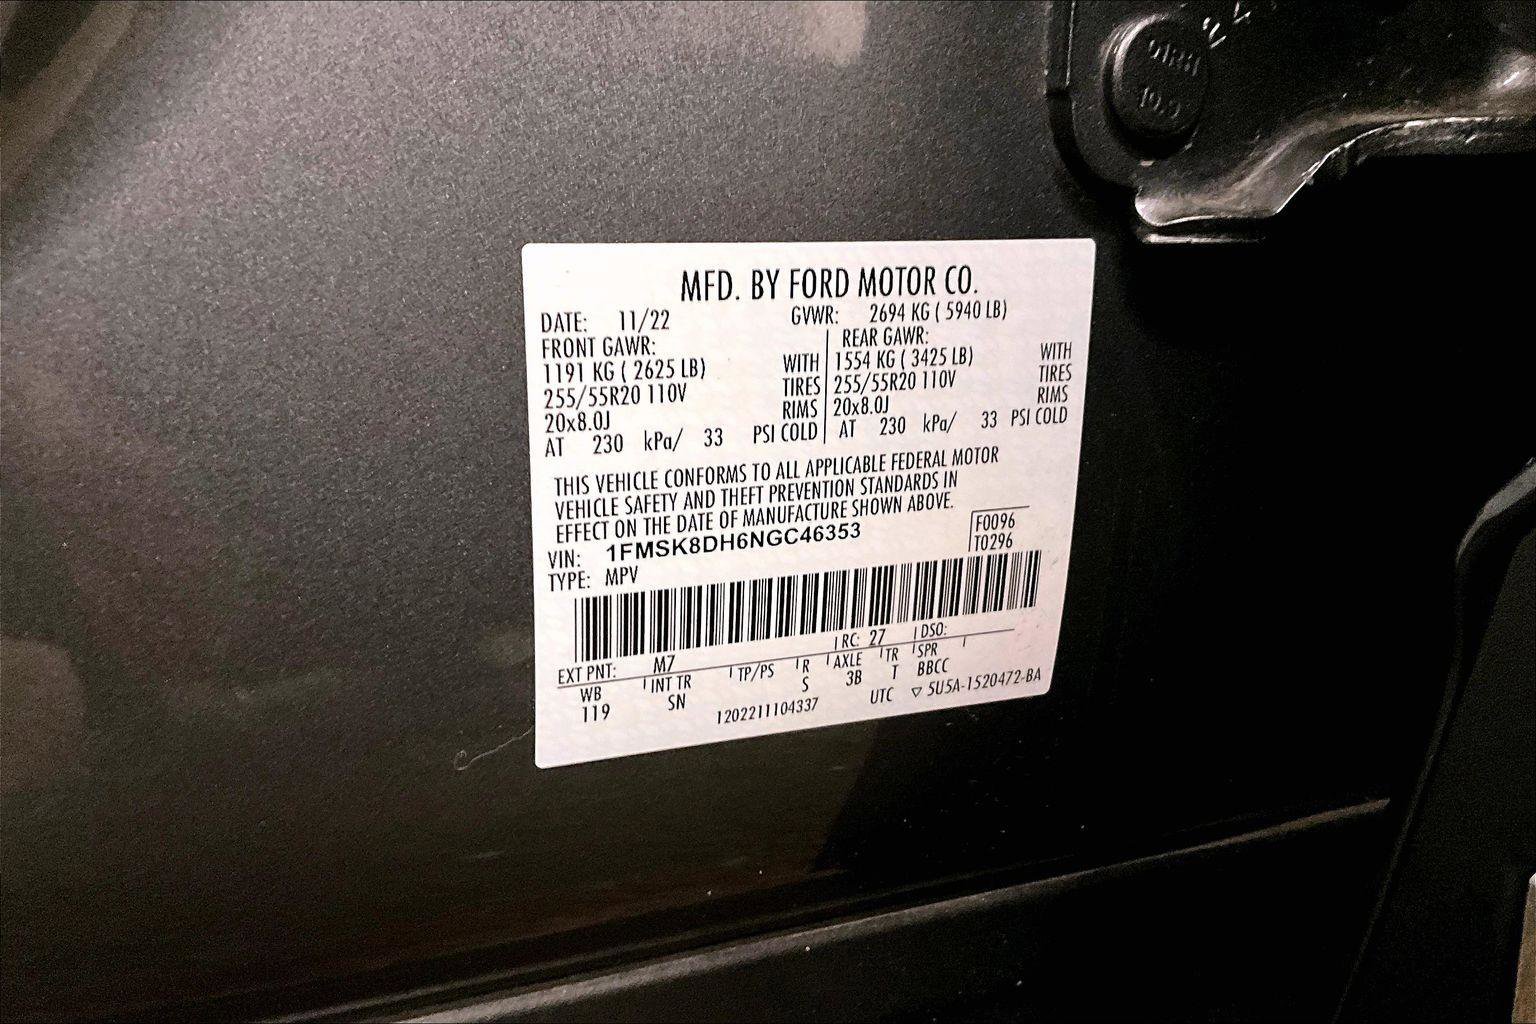 MFD. BY FORD MOTOR CO.
DATE: 11/22 GVWR: 2694 KG ( 5940 LB)
FRONT GAWR: REAR GAWR:
1191 KG ( 2625 LB) WITH 1554 KG ( 3425 LB) WITH
255/55R20 110V TIRES 255/55R20 110V TIRES
20x8.0J RIMS 20x8.0J RIMS
AT 230 kPa/ 33 PSI COLD AT 230 kPa/ 33 PSI COLD
THIS VEHICLE CONFORMS TO ALL APPLICABLE FEDERAL MOTOR
VEHICLE SAFETY AND THEFT PREVENTION STANDARDS IN
EFFECT ON THE DATE OF MANUFACTURE SHOWN ABOVE.
VIN: 1FMSK8DH6NGC46353 F0096
TYPE: MPV T0296
EXT PNT: M7 RC: 27 DSO:
WB INT TR TP/PS R AXLE TR SPR
119 SN S 3B T BBCC
1202211104337 UTC ▽ 5U5A-1520472-BA
10.9